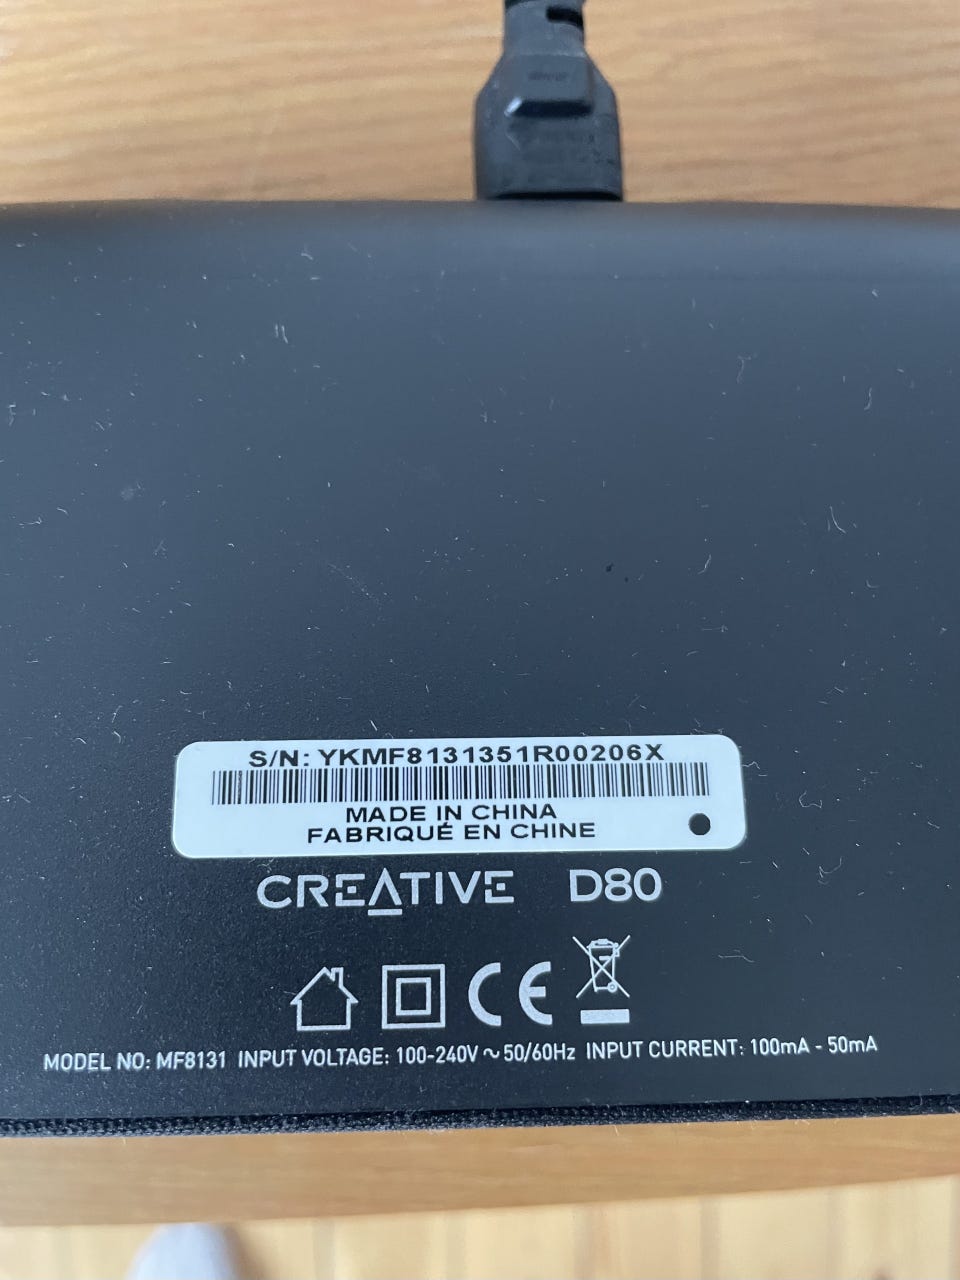 S/N: YKMF8131351R00206X
MADE IN CHINA
FABRIQUÉ EN CHINE
CREATIVE D80
CE
MODEL NO: MF8131 INPUT VOLTAGE: 100-240V ~ 50/60Hz INPUT CURRENT: 100mA - 50mA